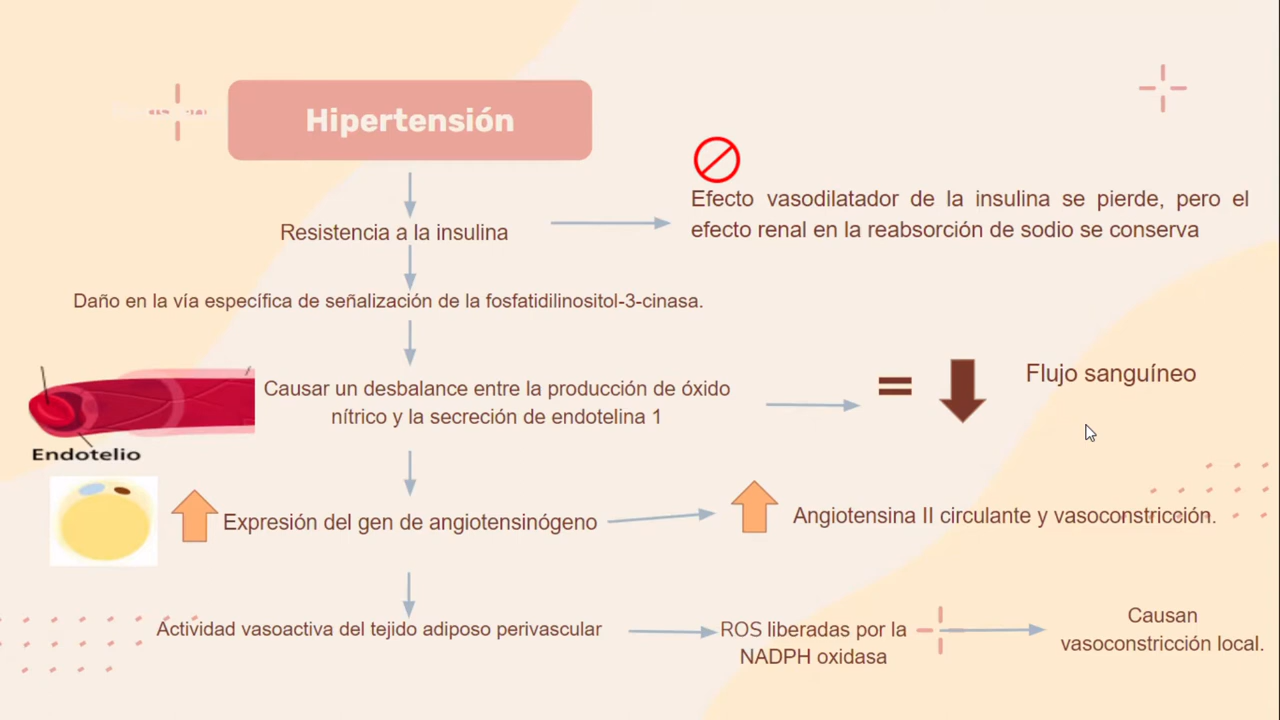 Hipertensión
Efecto vasodilatador de la insulina se pierde, pero el
efecto renal en la reabsorción de sodio se conserva
Resistencia a la insulina
Daño en la vía específica de señalización de la fosfatidilinositol-3-cinasa.
Causar un desbalance entre la producción de óxido
nítrico y la secreción de endotelina 1
=
Flujo sanguíneo
Endotelio
Expresión del gen de angiotensinógeno
Angiotensina II circulante y vasoconstricción.
Actividad vasoactiva del tejido adiposo perivascular
ROS liberadas por la
NADPH oxidasa
Causan
vasoconstricción local.